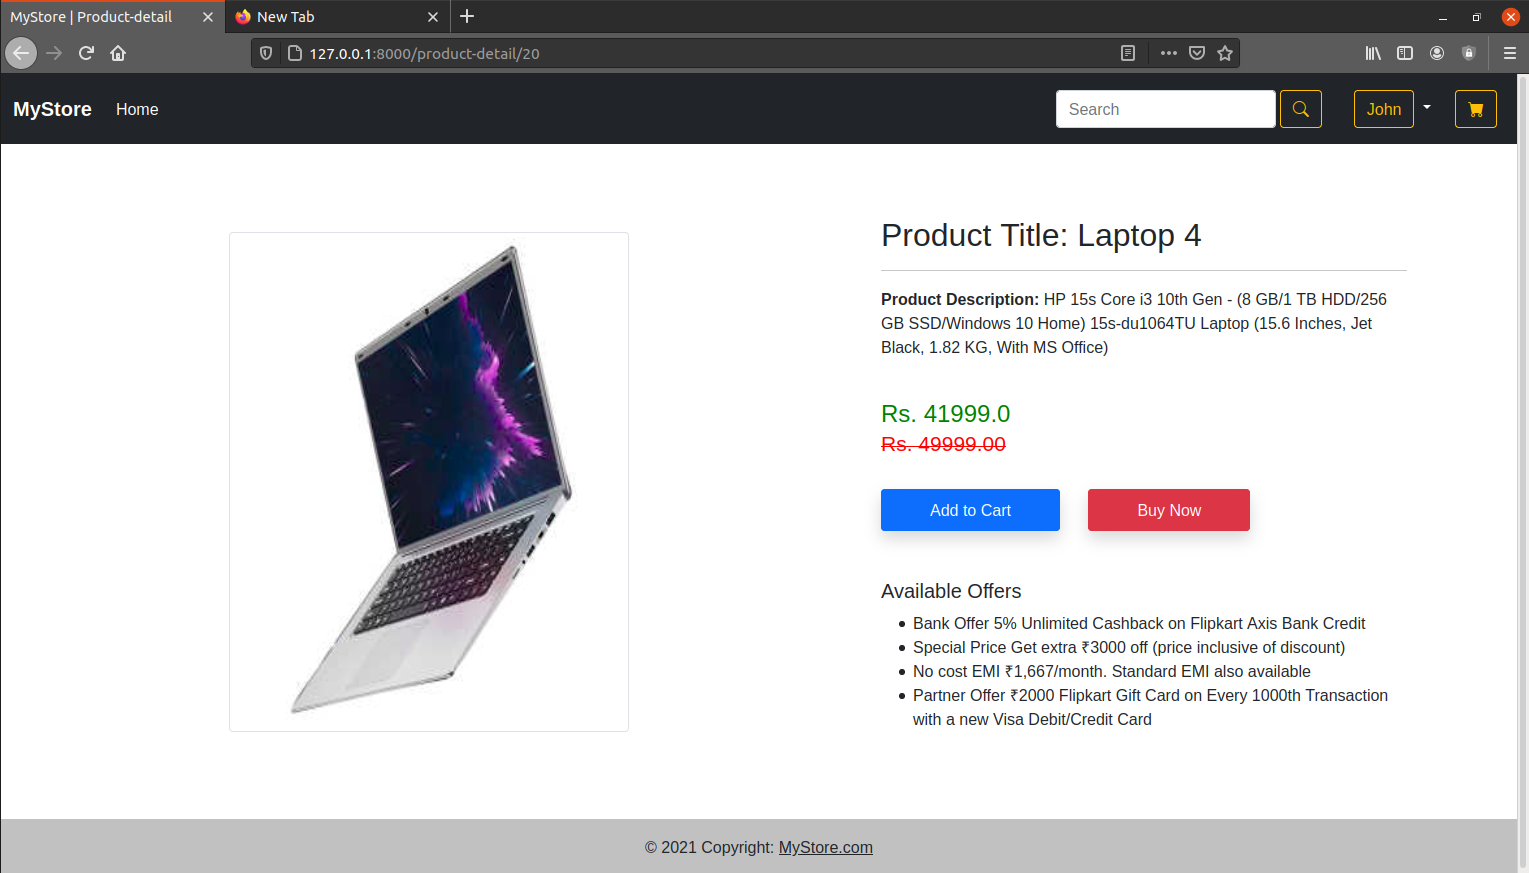 MyStore | Product-detail
New Tab
127.0.0.1:8000/product-detail/20
MyStore
Home
Search
John
Product Title: Laptop 4
Product Description: HP 15s Core i3 10th Gen - (8 GB/1 TB HDD/256
GB SSD/Windows 10 Home) 15s-du1064TU Laptop (15.6 Inches, Jet
Black, 1.82 KG, With MS Office)
Rs. 41999.0
Rs. 49999.00
Add to Cart
Buy Now
Available Offers
Bank Offer 5% Unlimited Cashback on Flipkart Axis Bank Credit
Special Price Get extra ₹3000 off (price inclusive of discount)
No cost EMI ₹1,667/month. Standard EMI also available
Partner Offer ₹2000 Flipkart Gift Card on Every 1000th Transaction
with a new Visa Debit/Credit Card
© 2021 Copyright: MyStore.com